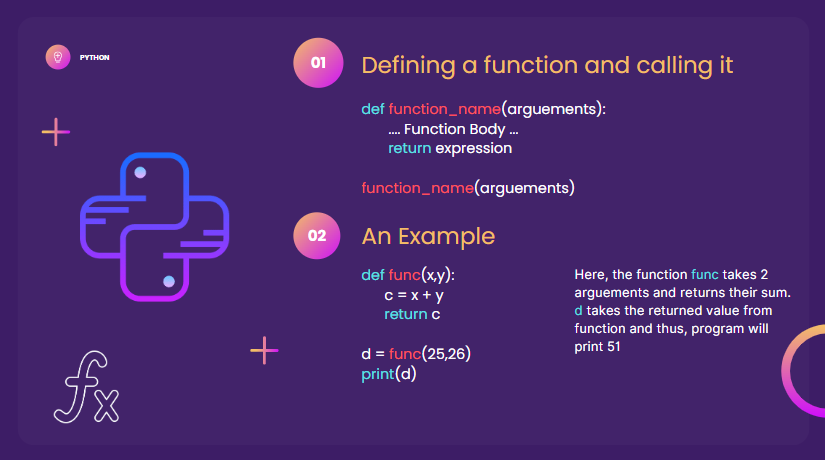 PYTHON
01
Defining a function and calling it
def function_name(arguements):
.... Function Body ...
return expression
function_name(arguements)
02
An Example
def func(x,y):
c = x + y
return c
d = func(25,26)
print(d)
Here, the function func takes 2
arguements and returns their sum.
d takes the returned value from
function and thus, program will
print 51
fx